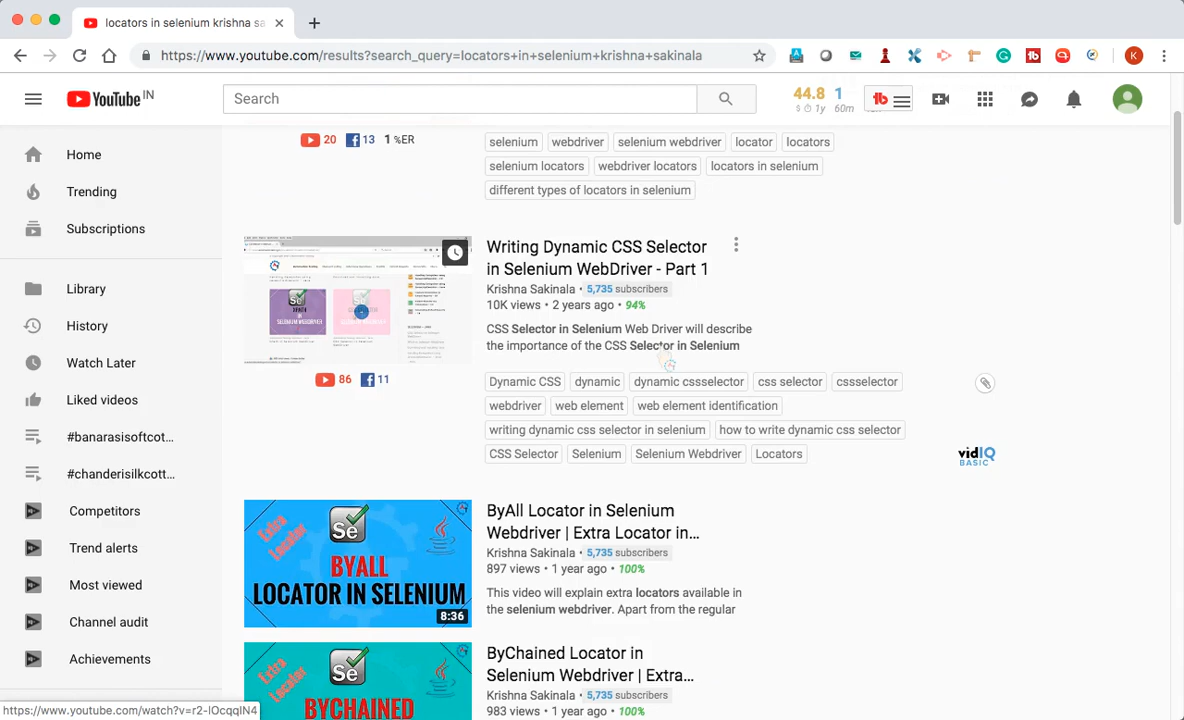 locators in selenium krishna sa
https://www.youtube.com/results?search_query=locators+in+selenium+krishna+sakinala
K
YouTube IN
Search
44.8 1
1y 60m
tb
Home
Trending
Subscriptions
Library
History
Watch Later
Liked videos
#banarasisoftcot...
#chanderisilkcott...
Competitors
Trend alerts
Most viewed
Channel audit
Achievements
20 13 1 %ER
selenium webdriver selenium webdriver locator locators
selenium locators webdriver locators locators in selenium
different types of locators in selenium
Writing Dynamic CSS Selector
in Selenium WebDriver - Part 1
Krishna Sakinala • 5,735 subscribers
10K views • 2 years ago • 94%
CSS Selector in Selenium Web Driver will describe
the importance of the CSS Selector in Selenium
86 11
Dynamic CSS dynamic dynamic cssselector css selector cssselector
webdriver web element web element identification
writing dynamic css selector in selenium how to write dynamic css selector
CSS Selector Selenium Selenium Webdriver Locators
vidIQ
BASIC
Extra Locator
Se
BYALL
LOCATOR IN SELENIUM
8:36
ByAll Locator in Selenium
Webdriver | Extra Locator in...
Krishna Sakinala • 5,735 subscribers
897 views • 1 year ago • 100%
This video will explain extra locators available in
the selenium webdriver. Apart from the regular
Extra Locator
Se
BYCHAINED
ByChained Locator in
Selenium Webdriver | Extra...
Krishna Sakinala • 5,735 subscribers
983 views • 1 year ago • 100%
https://www.youtube.com/watch?v=r2-lOcqqlN4